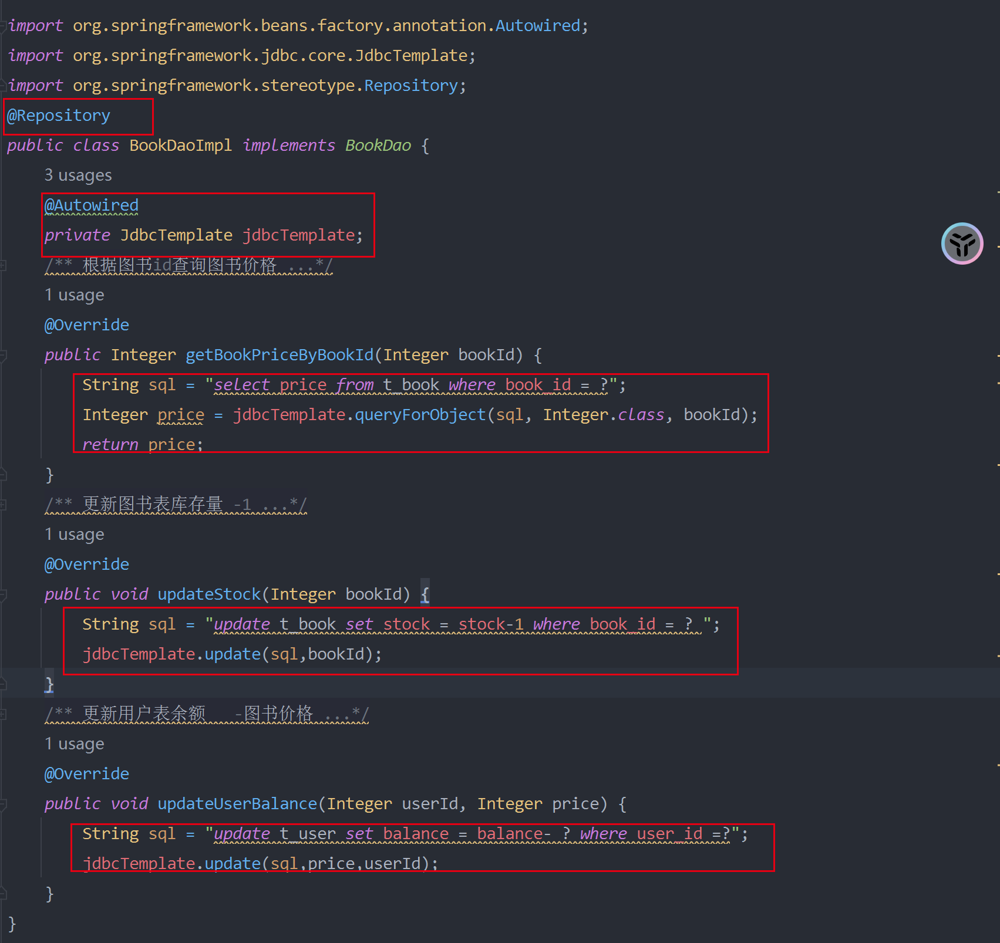 import org.springframework.beans.factory.annotation.Autowired;
import org.springframework.jdbc.core.JdbcTemplate;
import org.springframework.stereotype.Repository;
@Repository
public class BookDaoImpl implements BookDao {
3 usages
@Autowired
private JdbcTemplate jdbcTemplate;
/** 根据图书id查询图书价格 ...*/
1 usage
@Override
public Integer getBookPriceByBookId(Integer bookId) {
String sql = "select price from t_book where book_id = ?";
Integer price = jdbcTemplate.queryForObject(sql, Integer.class, bookId);
return price;
}
/** 更新图书表库存量 -1 ...*/
1 usage
@Override
public void updateStock(Integer bookId) {
String sql = "update t_book set stock = stock-1 where book_id = ? ";
jdbcTemplate.update(sql,bookId);
}
/** 更新用户表余额   -图书价格 ...*/
1 usage
@Override
public void updateUserBalance(Integer userId, Integer price) {
String sql = "update t_user set balance = balance- ? where user_id =?";
jdbcTemplate.update(sql,price,userId);
}
}